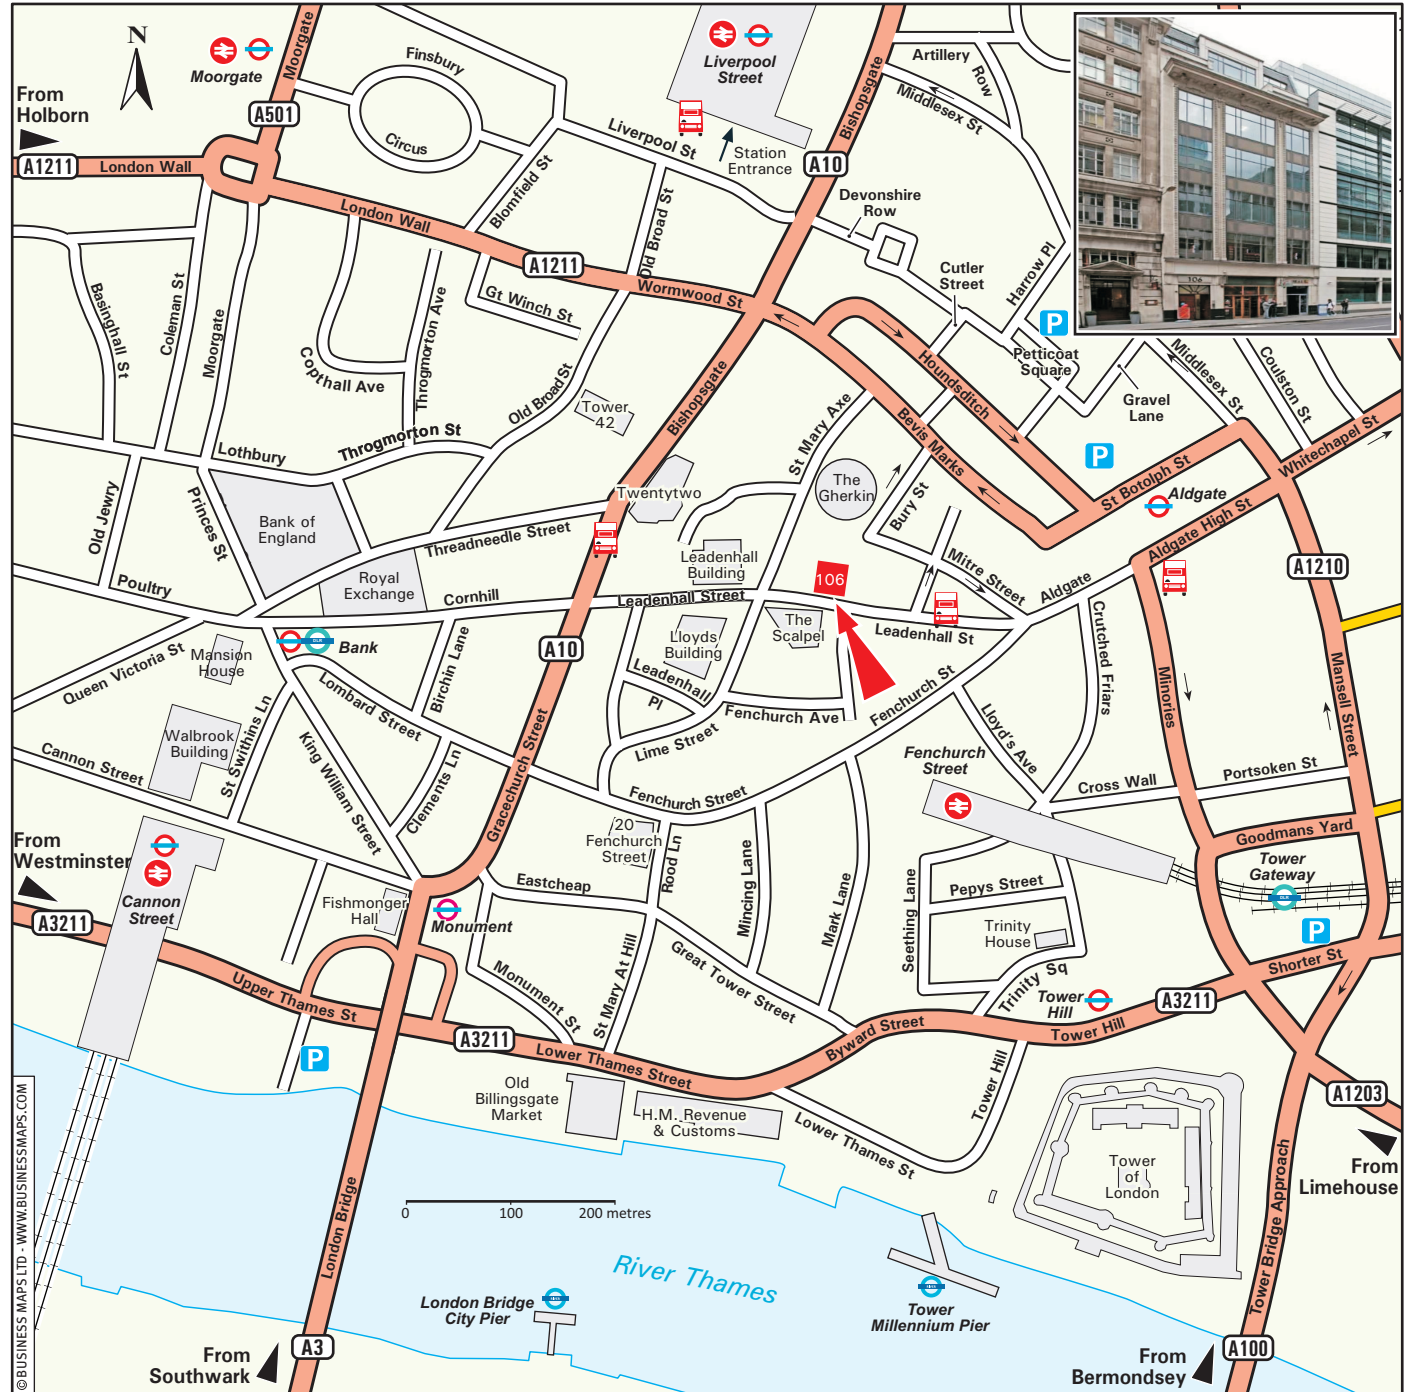 N
Moorgate
Moorgate
From
Holborn
A501
A1211
London Wall
Finsbury
Circus
Liverpool
Street
Liverpool St
Station
Entrance
Bishopsgate
A10
Artillery
Row
Middlesex St
Devonshire
Row
Blomfield St
Old Broad St
London Wall
A1211
Wormwood St
Gt Winch St
Cutler
Street
Harrow Pl
P
Petticoat
Square
106
Middlesex St
Coulston St
Gravel
Lane
Whitechapel St
Basinghall St
Coleman St
Moorgate
Copthall Ave
Throgmorton Ave
Old Broad St
Tower
42
Bishopsgate
Houndsditch
Bevis Marks
St Mary Axe
P
St Botolph St
Aldgate
Aldgate High St
Lothbury
Throgmorton St
Old Jewry
Princes St
Bank of
England
Threadneedle Street
Twentytwo
The
Gherkin
Bury St
Leadenhall
Building
Mitre Street
A1210
Poultry
Royal
Exchange
Cornhill
Leadenhall Street
106
Aldgate
Crutched Friars
DLR
Bank
Mansion
House
Queen Victoria St
Birchin Lane
A10
Lloyds
Building
The
Scalpel
Leadenhall St
Leadenhall
Pl
Fenchurch Ave
Fenchurch St
Lime Street
Minories
Mansell Street
Lombard Street
Walbrook
Building
St Swithins Ln
Cannon Street
King William Street
Clements Ln
Gracechurch Street
Lloyd's Ave
Fenchurch
Street
Cross Wall
Portsoken St
Fenchurch Street
20
Fenchurch
Street
Rood Ln
Goodmans Yard
From
Westminster
Tower
Gateway
DLR
Cannon
Street
A3211
Fishmonger
Hall
Monument
Eastcheap
Mincing Lane
Mark Lane
Seething Lane
Pepys Street
Trinity
House
Trinity Sq
P
Shorter St
Upper Thames St
Monument St
St Mary At Hill
Great Tower Street
Tower
Hill
A3211
A3211
Byward Street
Tower Hill
P
Lower Thames Street
Tower Hill
Old
Billingsgate
Market
H.M. Revenue
& Customs
Lower Thames St
A1203
From
Limehouse
Tower
of
London
London Bridge
0 100 200 metres
River Thames
London Bridge
City Pier
Tower
Millennium Pier
Tower Bridge Approach
From
Southwark
A3
From
Bermondsey
A100
© BUSINESS MAPS LTD - WWW.BUSINESSMAPS.COM